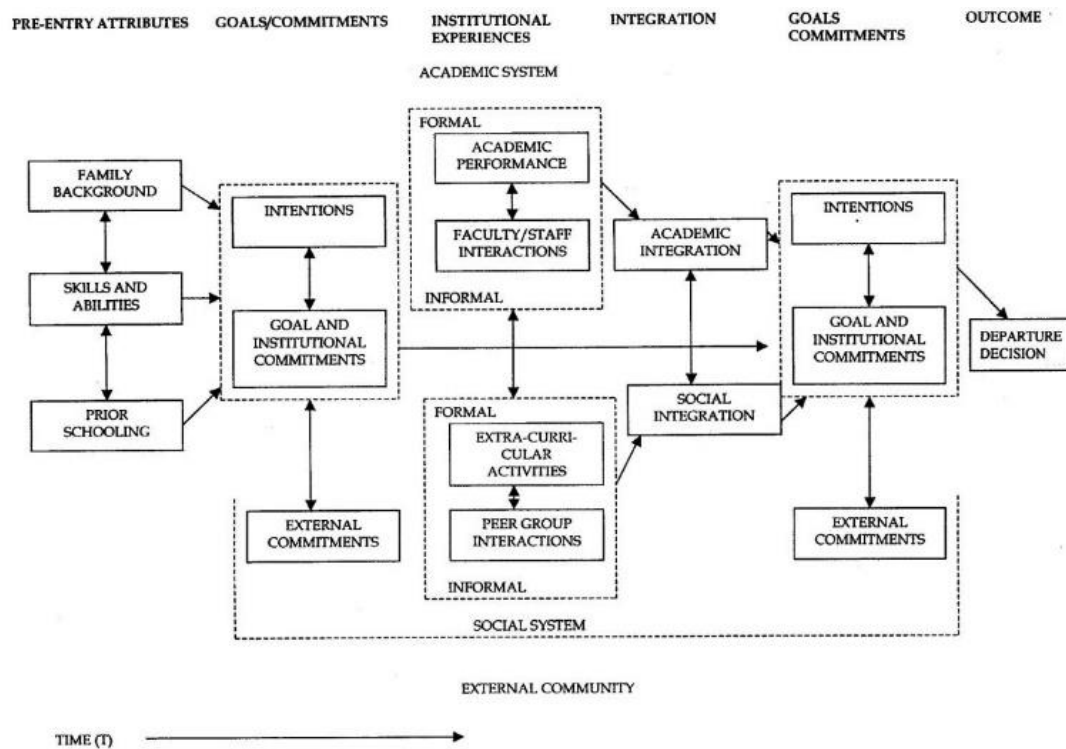 PRE-ENTRY ATTRIBUTES
GOALS/COMMITMENTS
INSTITUTIONAL
EXPERIENCES
INTEGRATION
GOALS
COMMITMENTS
OUTCOME
ACADEMIC SYSTEM
FORMAL
ACADEMIC
PERFORMANCE
FAMILY
BACKGROUND
INTENTIONS
FACULTY/STAFF
INTERACTIONS
ACADEMIC
INTEGRATION
INTENTIONS
SKILLS AND
ABILITIES
INFORMAL
GOAL AND
INSTITUTIONAL
COMMITMENTS
GOAL AND
INSTITUTIONAL
COMMITMENTS
DEPARTURE
DECISION
PRIOR
SCHOOLING
FORMAL
SOCIAL
INTEGRATION
EXTRA-CURRI-
CULAR
ACTIVITIES
EXTERNAL
COMMITMENTS
PEER GROUP
INTERACTIONS
EXTERNAL
COMMITMENTS
INFORMAL
SOCIAL SYSTEM
EXTERNAL COMMUNITY
TIME (T)